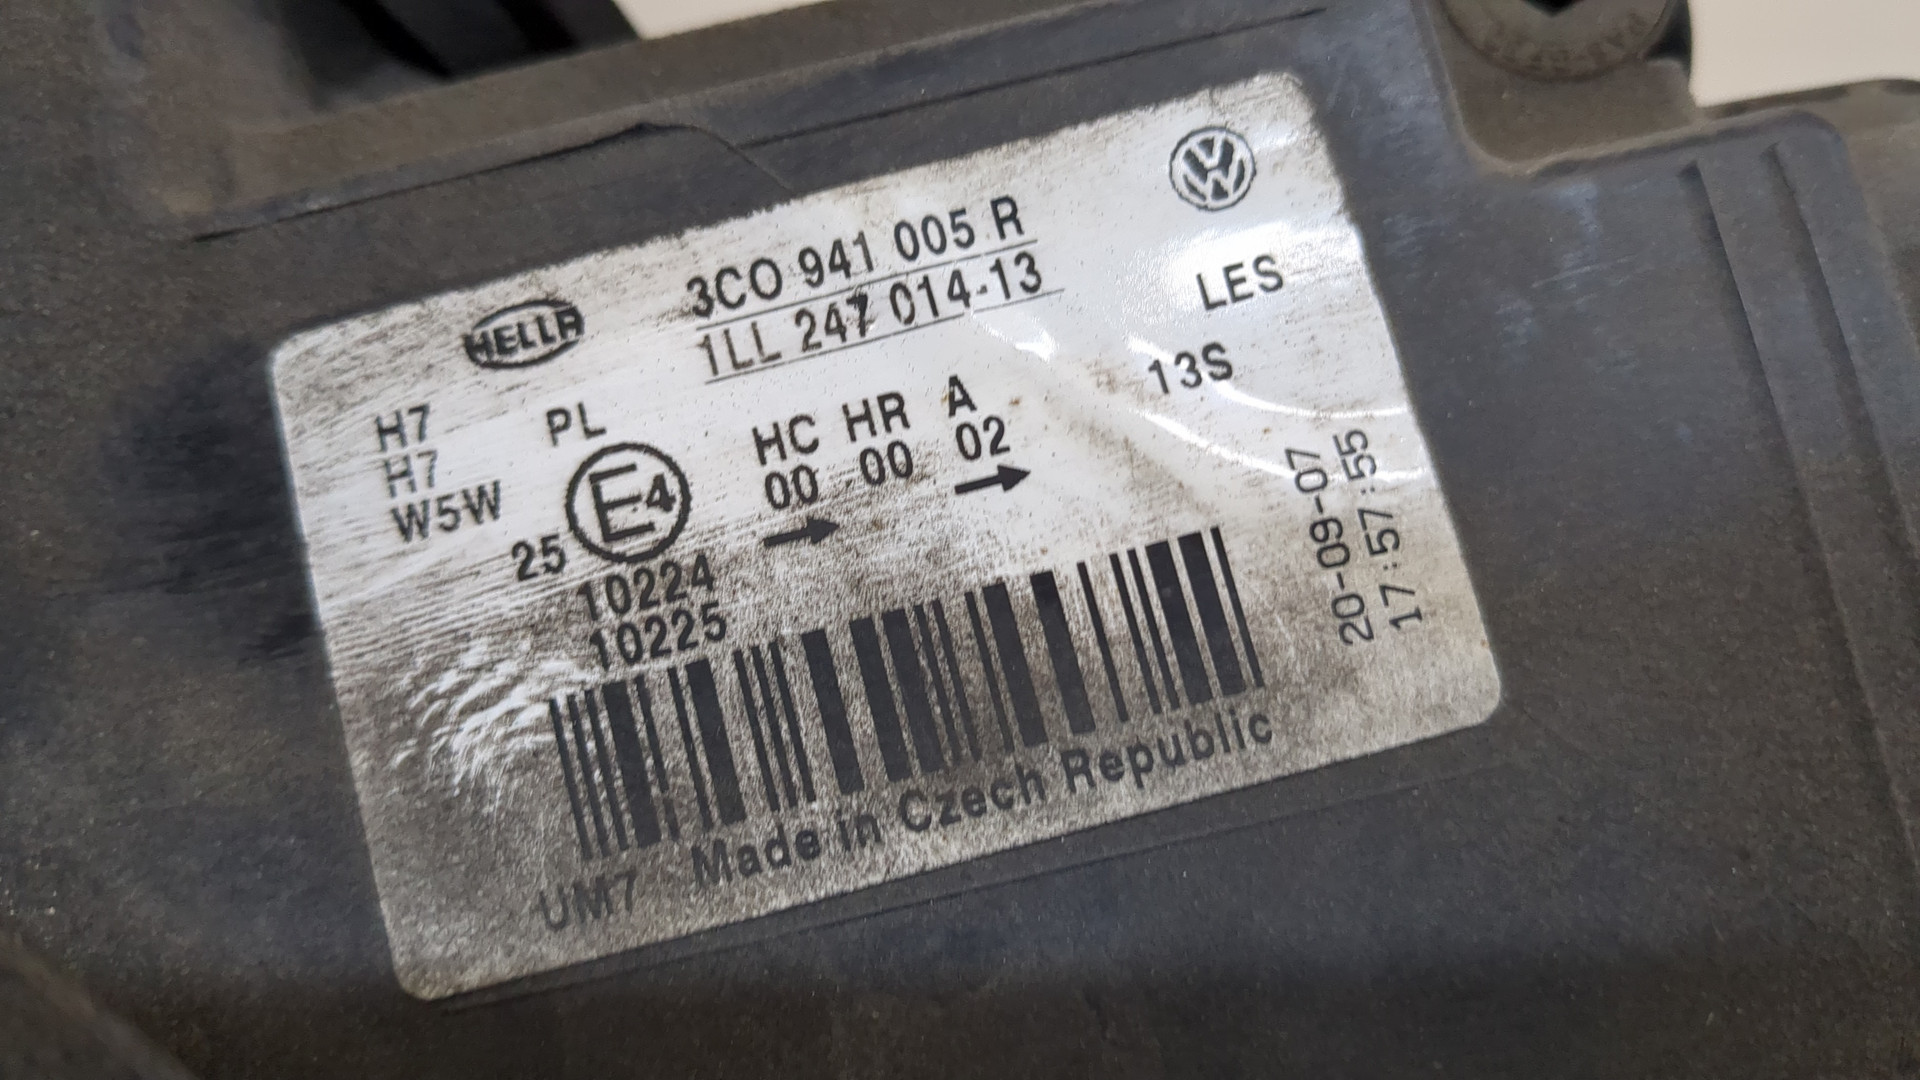 3C0 941 005 R
HELLA
1LL 247 014-13
LES
13S
H7
H7
W5W
PL
25 E4
10224
10225
HC HR A
00 00 02
20-09-07
17:57:55
UM7 Made in Czech Republic